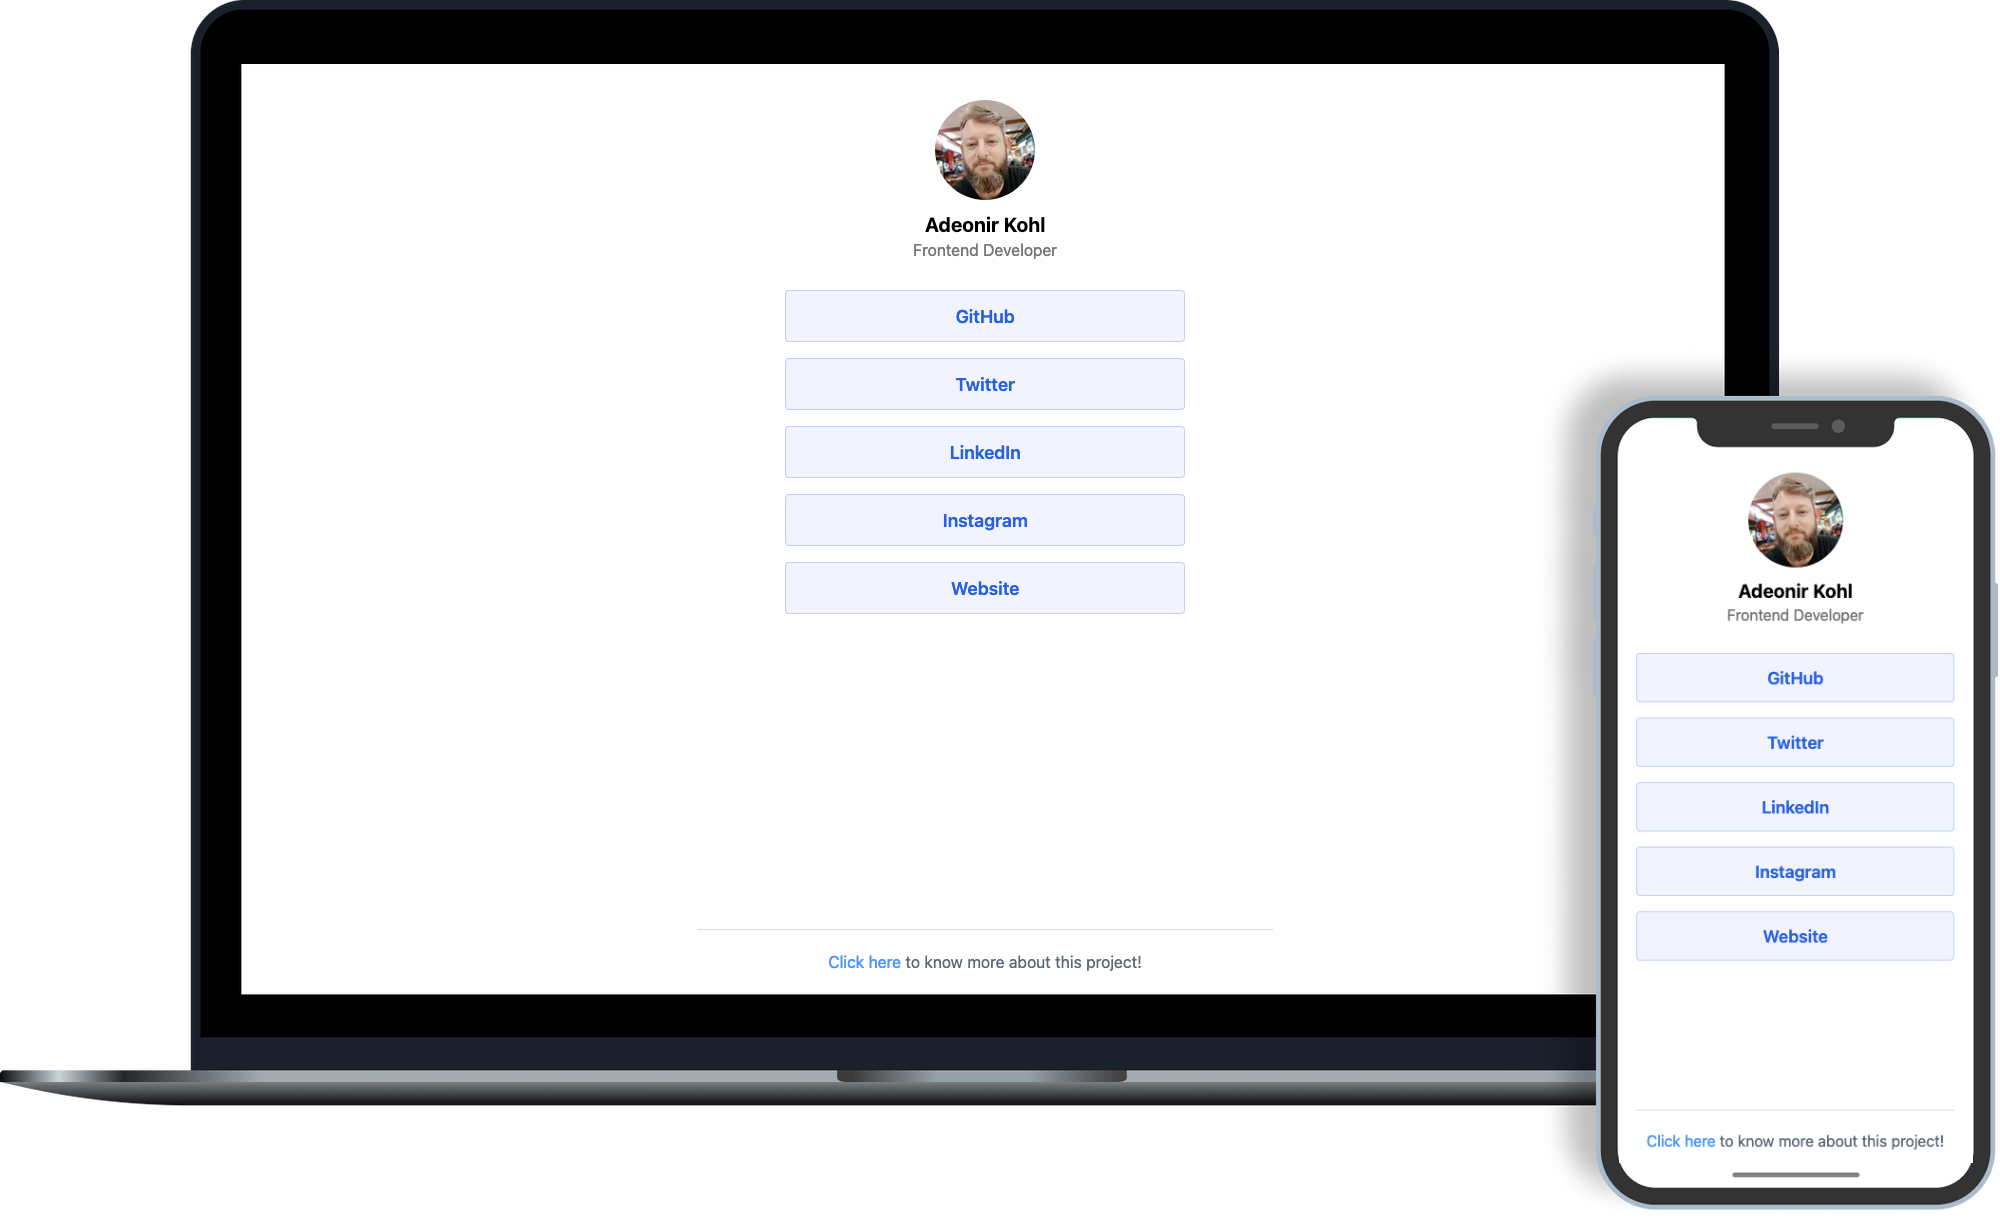 Adeonir Kohl
Frontend Developer
GitHub
Twitter
LinkedIn
Instagram
Website
Click here to know more about this project!
Adeonir Kohl
Frontend Developer
GitHub
Twitter
LinkedIn
Instagram
Website
Click here to know more about this project!